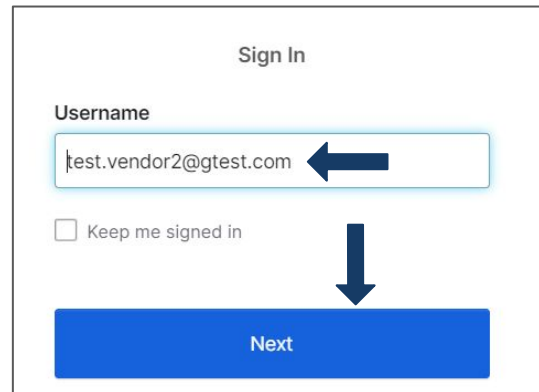 Sign In
Username
test.vendor2@gtest.com
Keep me signed in
Next